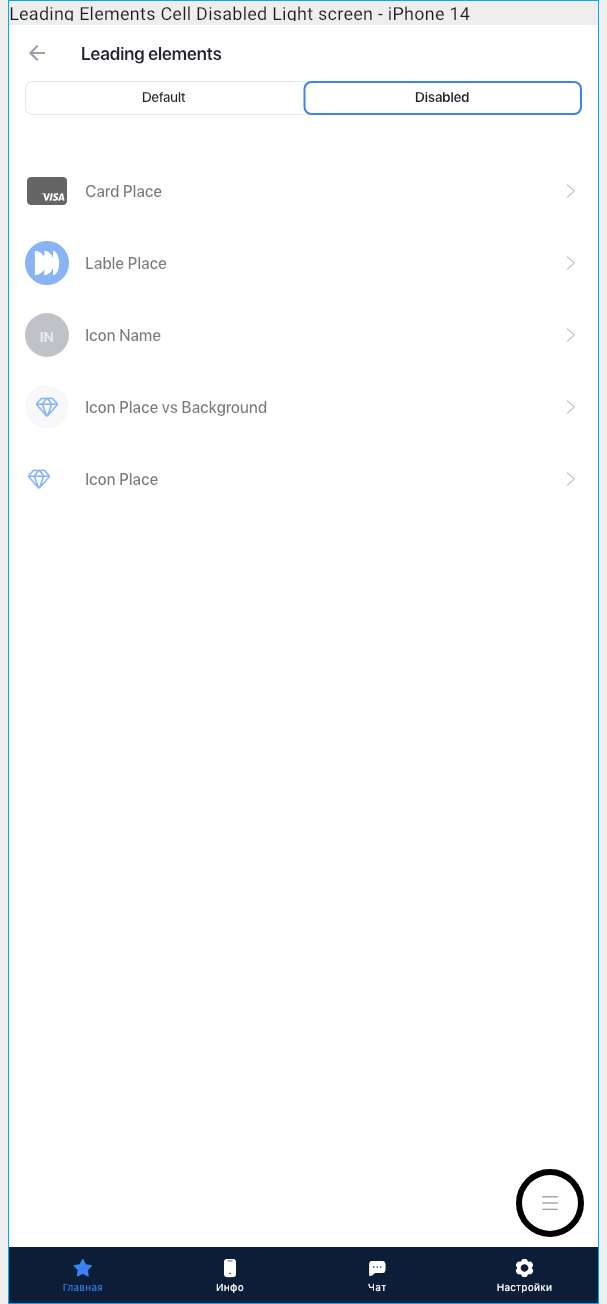 Leading Elements Cell Disabled Light screen - iPhone 14
Leading elements
Default
Disabled
VISA
Card Place
Lable Place
IN
Icon Name
Icon Place vs Background
Icon Place
Главная
Инфо
Чат
Настройки